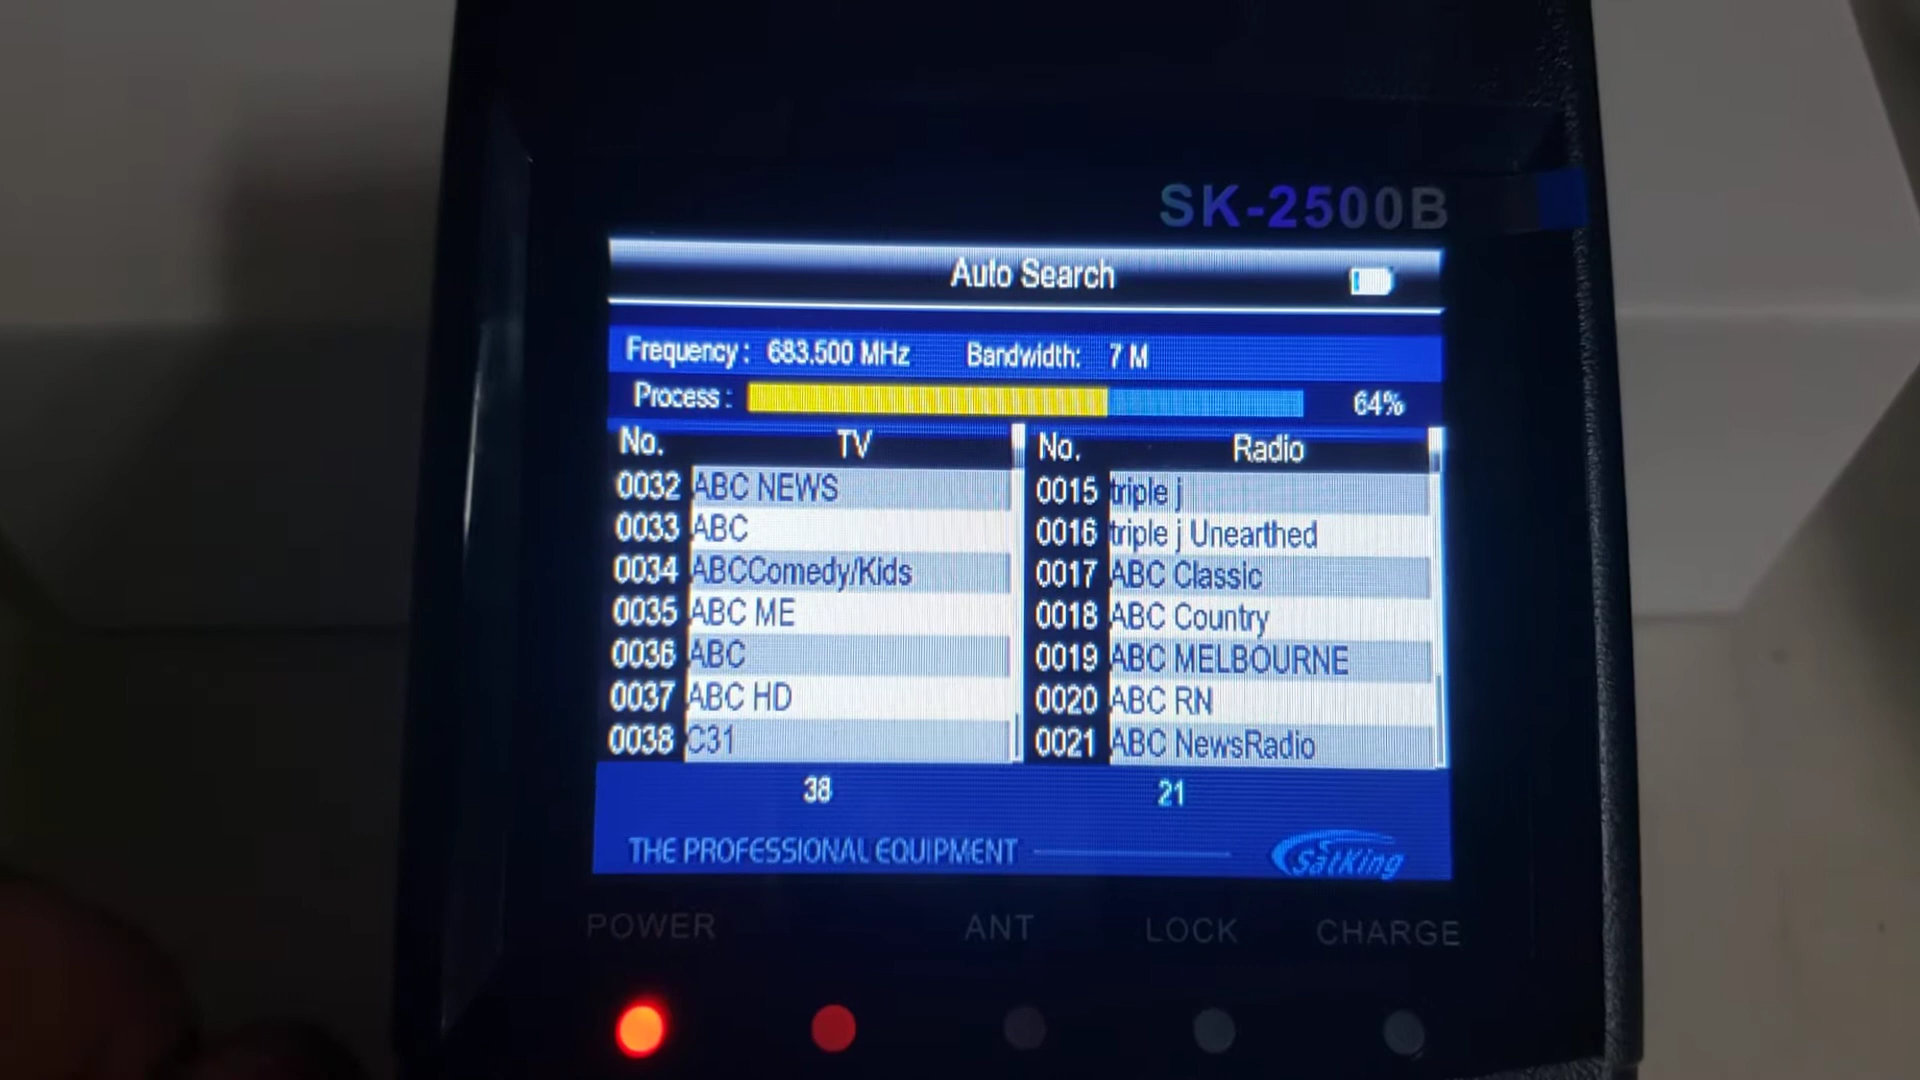 SK-2500B
Auto Search
Frequency: 683.500 MHz Bandwidth: 7 M
Process: 64%
No. TV No. Radio
0032 ABC NEWS 0015 triple j
0033 ABC 0016 triple j Unearthed
0034 ABCComedy/Kids 0017 ABC Classic
0035 ABC ME 0018 ABC Country
0036 ABC 0019 ABC MELBOURNE
0037 ABC HD 0020 ABC RN
0038 C31 0021 ABC NewsRadio
38 21
THE PROFESSIONAL EQUIPMENT SatKing
POWER ANT LOCK CHARGE